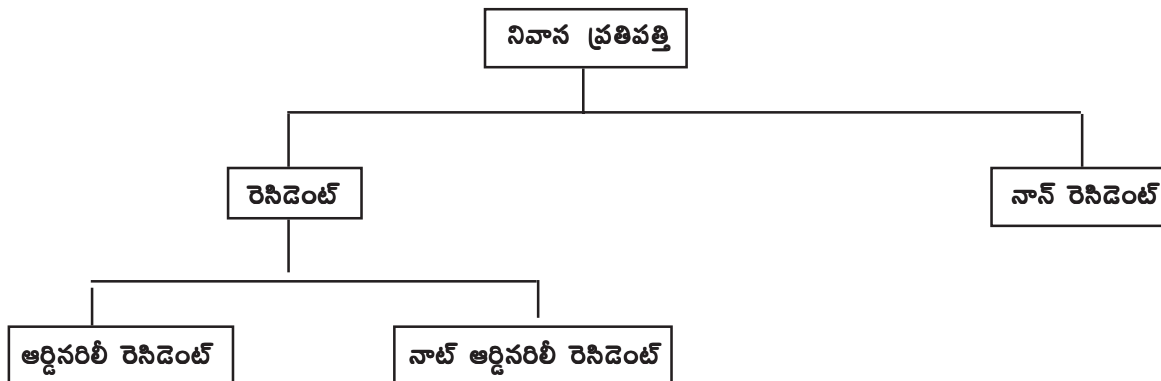 నివాస ప్రతిపత్తి
రెసిడెంట్
నాన్ రెసిడెంట్
ఆర్డినరిలీ రెసిడెంట్
నాట్ ఆర్డినరిలీ రెసిడెంట్